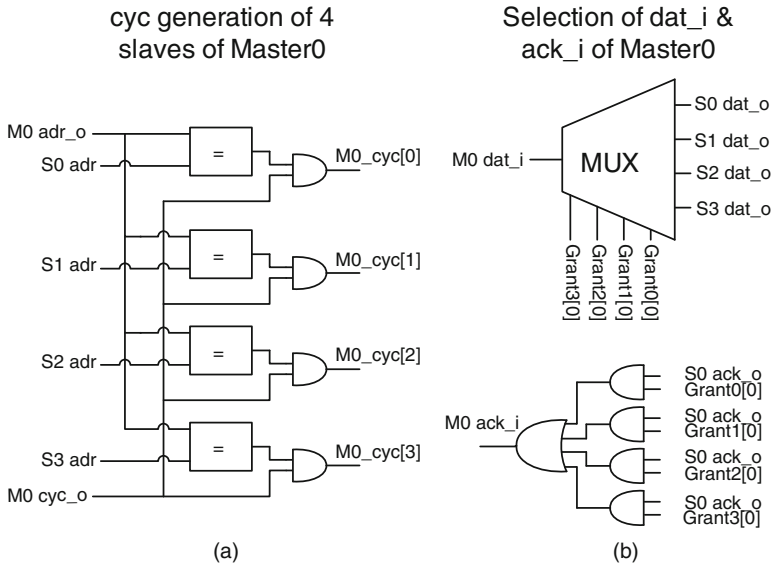 cyc generation of 4
slaves of Master0
M0 adr_o
S0 adr
=
M0_cyc[0]
S1 adr
=
M0_cyc[1]
S2 adr
=
M0_cyc[2]
S3 adr
=
M0_cyc[3]
M0 cyc_o
(a)
Selection of dat_i &
ack_i of Master0
M0 dat_i
MUX
S0 dat_o
S1 dat_o
S2 dat_o
S3 dat_o
Grant3[0]
Grant2[0]
Grant1[0]
Grant0[0]
M0 ack_i
S0 ack_o
Grant0[0]
S0 ack_o
Grant1[0]
S0 ack_o
Grant2[0]
S0 ack_o
Grant3[0]
(b)